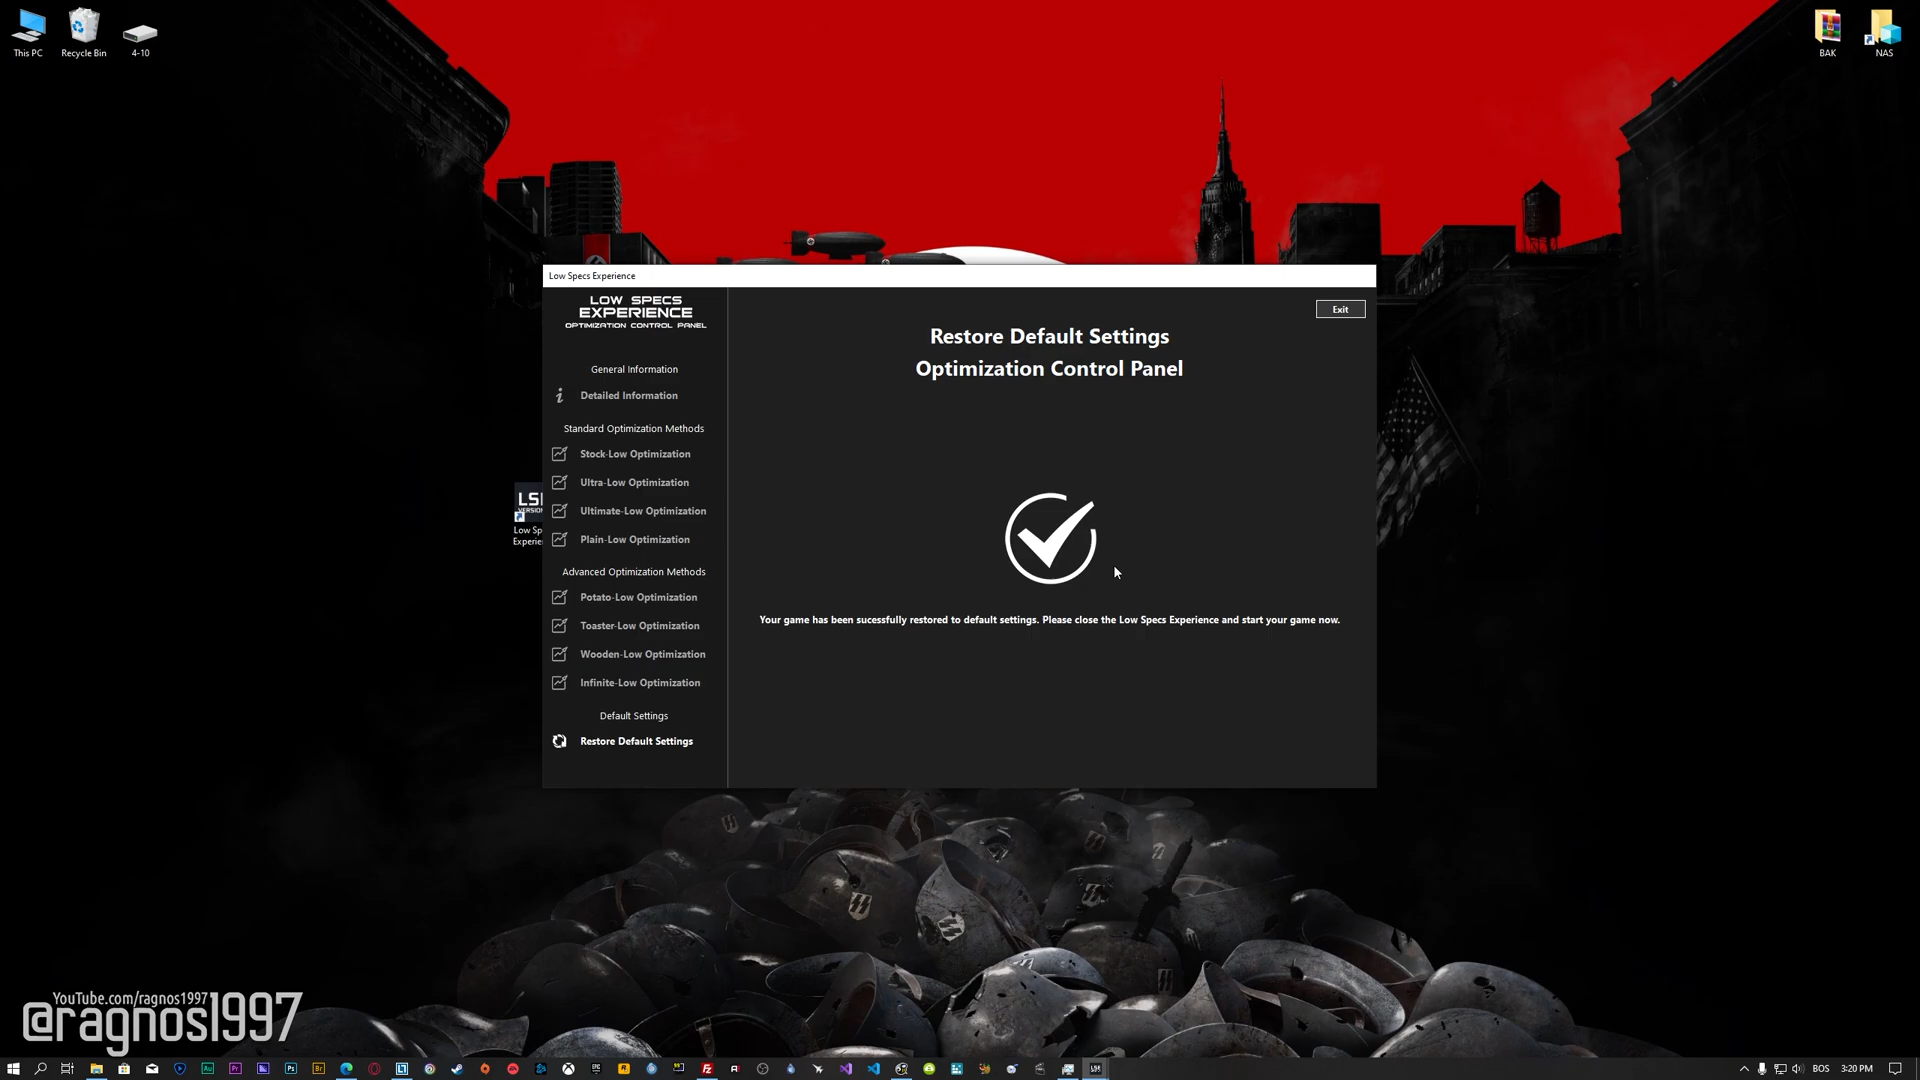 This PC
Recycle Bin
4-10
BAK
NAS
Low Specs Experience
LOW SPECS
EXPERIENCE
OPTIMIZATION CONTROL PANEL
Exit
Restore Default Settings
Optimization Control Panel
General Information
Detailed Information
Standard Optimization Methods
Stock-Low Optimization
Ultra-Low Optimization
Ultimate-Low Optimization
Plain-Low Optimization
Advanced Optimization Methods
Potato-Low Optimization
Toaster-Low Optimization
Wooden-Low Optimization
Infinite-Low Optimization
Default Settings
Restore Default Settings
Your game has been sucessfully restored to default settings. Please close the Low Specs Experience and start your game now.
Low Sp
Experie
YouTube.com/ragnos1997
@ragnos1997
BOS
3:20 PM